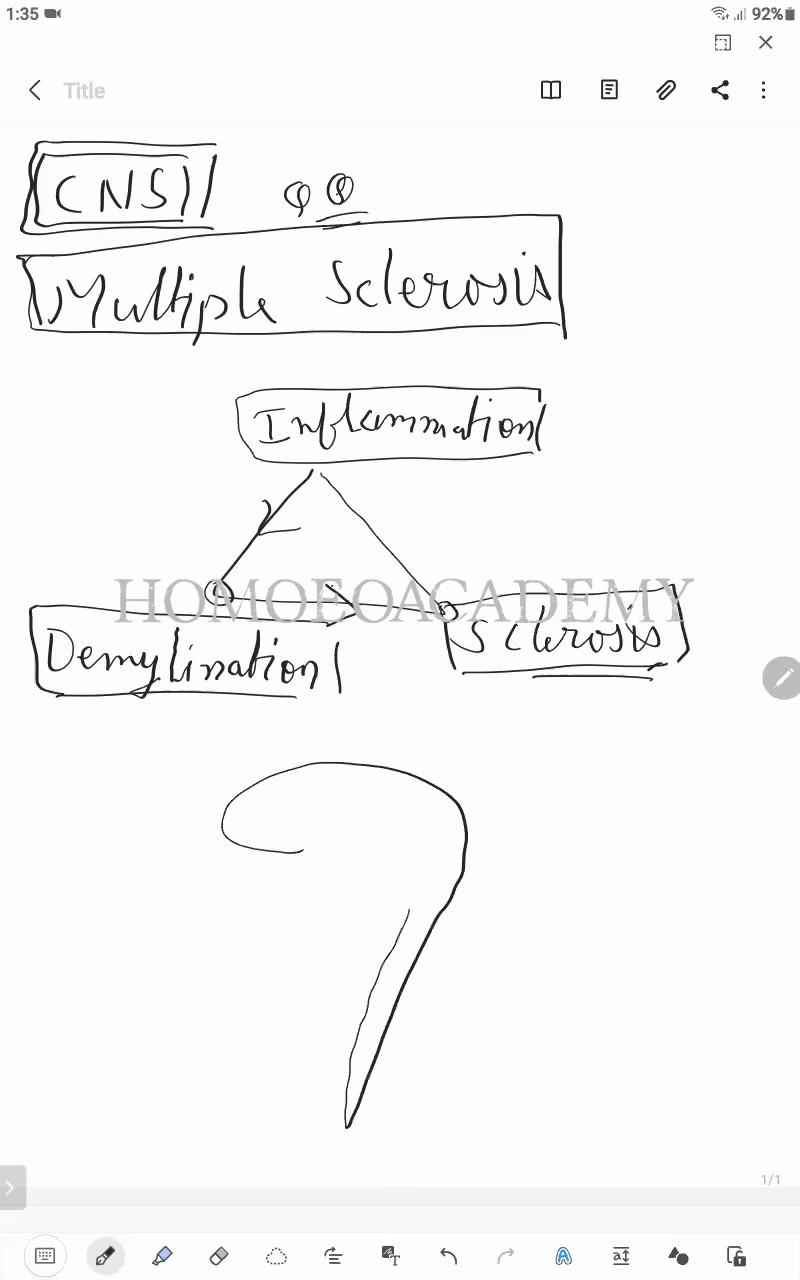 1:35 92%
Title
CNS
Multiple Sclerosis
Inflammation
HOMOEOACADEMY
Demylination
Sclerosis
?
1/1
T
A
a